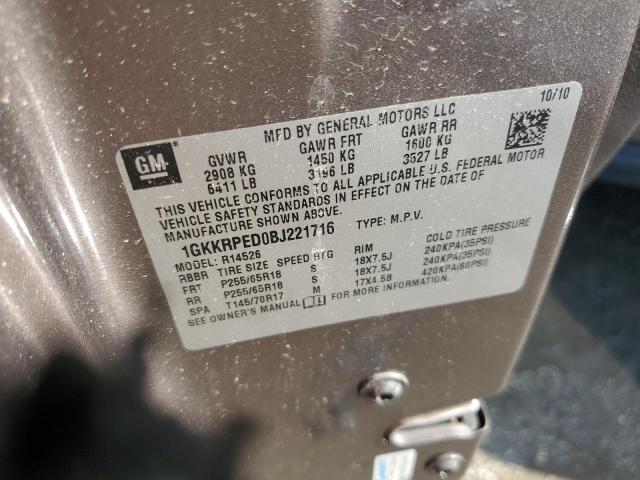 MFD BY GENERAL MOTORS LLC 10/10
GM
GVWR GAWR FRT GAWR RR
2908 KG 1450 KG 1600 KG
6411 LB 3196 LB 3527 LB
THIS VEHICLE CONFORMS TO ALL APPLICABLE U.S. FEDERAL MOTOR
VEHICLE SAFETY STANDARDS IN EFFECT ON THE DATE OF
MANUFACTURE SHOWN ABOVE.
1GKKRPED0BJ221716 TYPE: M.P.V.
MODEL: R14526
RBBR TIRE SIZE SPEED RTG RIM COLD TIRE PRESSURE
FRT P255/65R18 S 18X7.5J 240KPA(35PSI)
RR P255/65R18 S 18X7.5J 240KPA(35PSI)
SPA T145/70R17 M 17X4.5B 420KPA(60PSI)
SEE OWNER'S MANUAL FOR MORE INFORMATION.